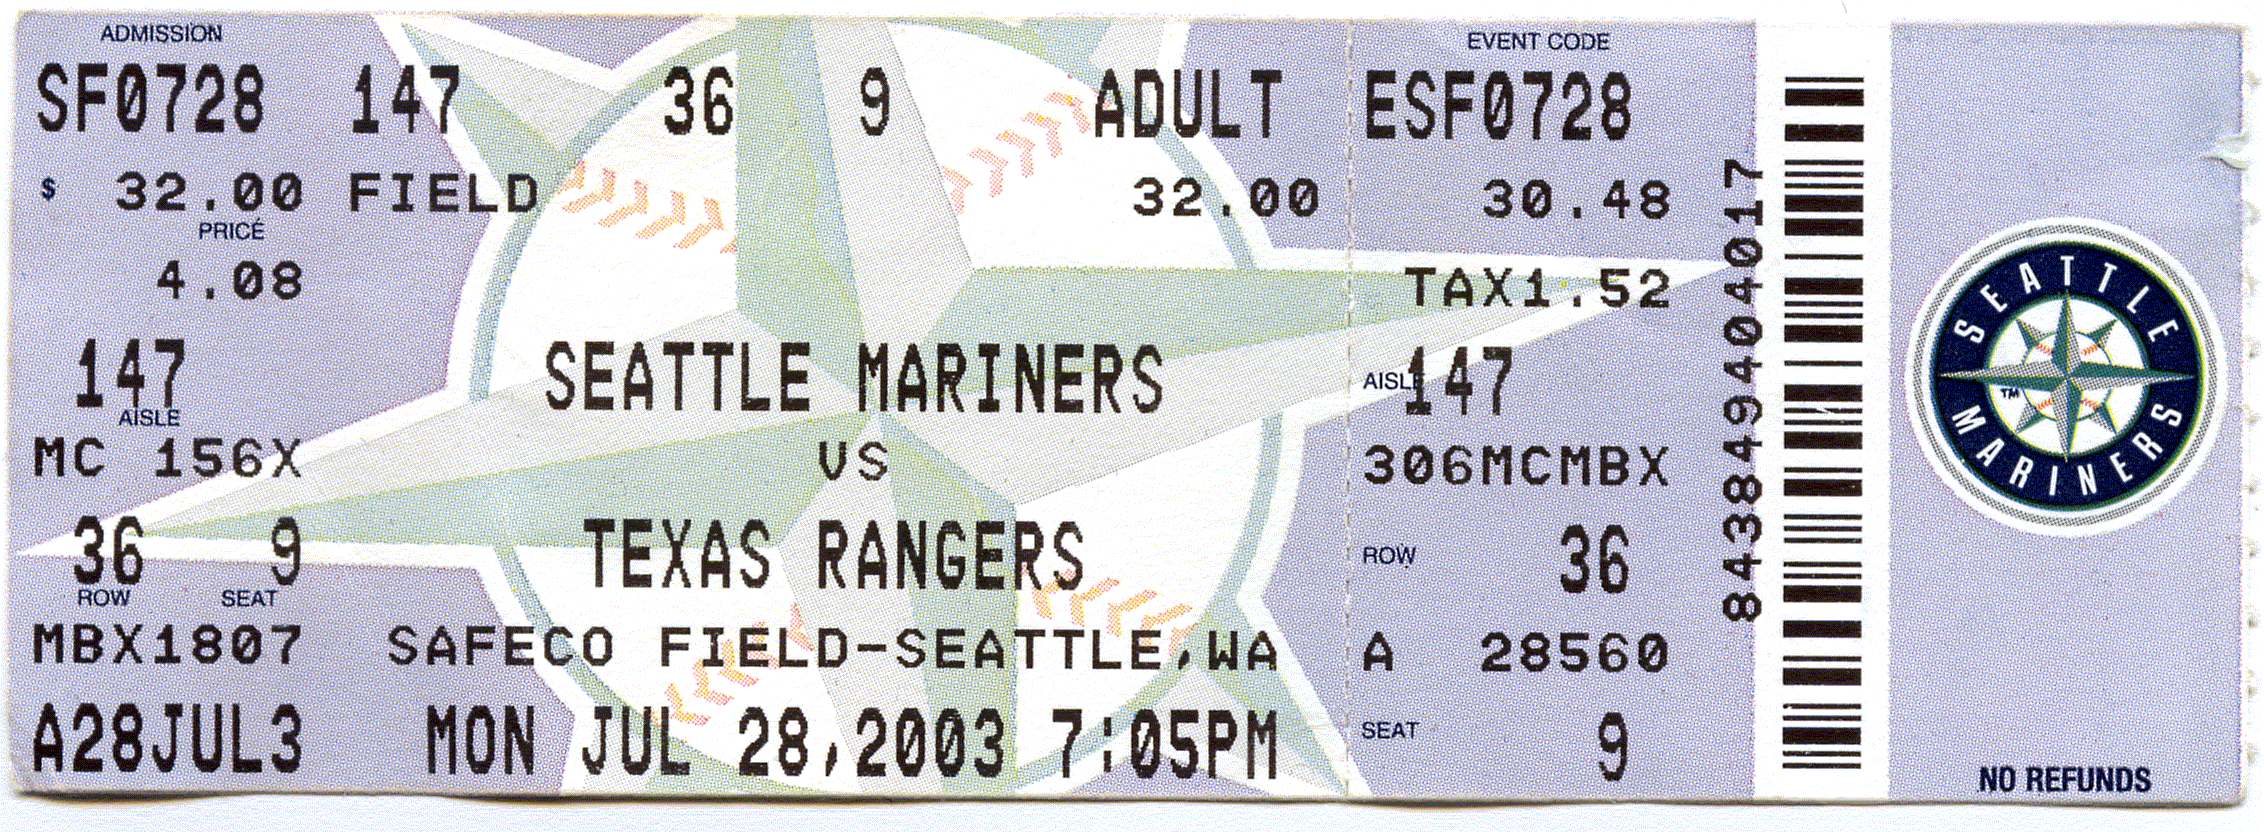 ADMISSION
SF0728 147 36 9 ADULT
$ 32.00 FIELD 32.00
PRICE
4.08
147
AISLE
SEATTLE MARINERS
MC 156X
VS
36 9
ROW SEAT
TEXAS RANGERS
MBX1807 SAFECO FIELD-SEATTLE,WA
A28JUL3 MON JUL 28,2003 7:05PM
EVENT CODE
ESF0728
30.48
TAX1.52
AISLE 147
306MCMBX
ROW 36
A 28560
SEAT 9
843849404017
SEATTLE
MARINERS
TM
NO REFUNDS